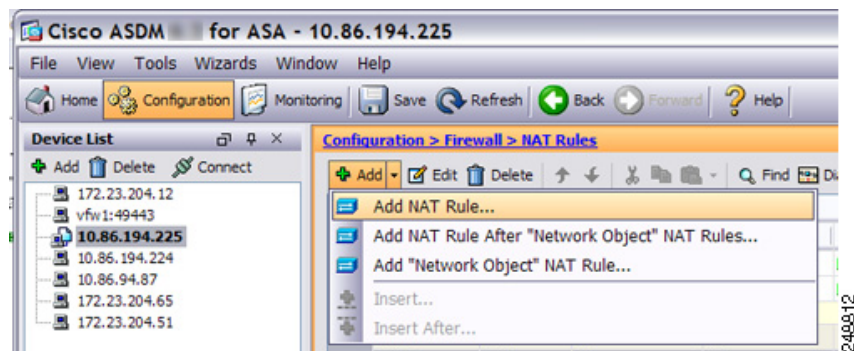 Cisco ASDM for ASA - 10.86.194.225
File View Tools Wizards Window Help
Home Configuration Monitoring Save Refresh Back Forward Help
Device List
Add Delete Connect
172.23.204.12
vfw1:49443
10.86.194.225
10.86.194.224
10.86.94.87
172.23.204.65
172.23.204.51
Configuration > Firewall > NAT Rules
Add Edit Delete Find Di
Add NAT Rule...
Add NAT Rule After "Network Object" NAT Rules...
Add "Network Object" NAT Rule...
Insert...
Insert After...
248812